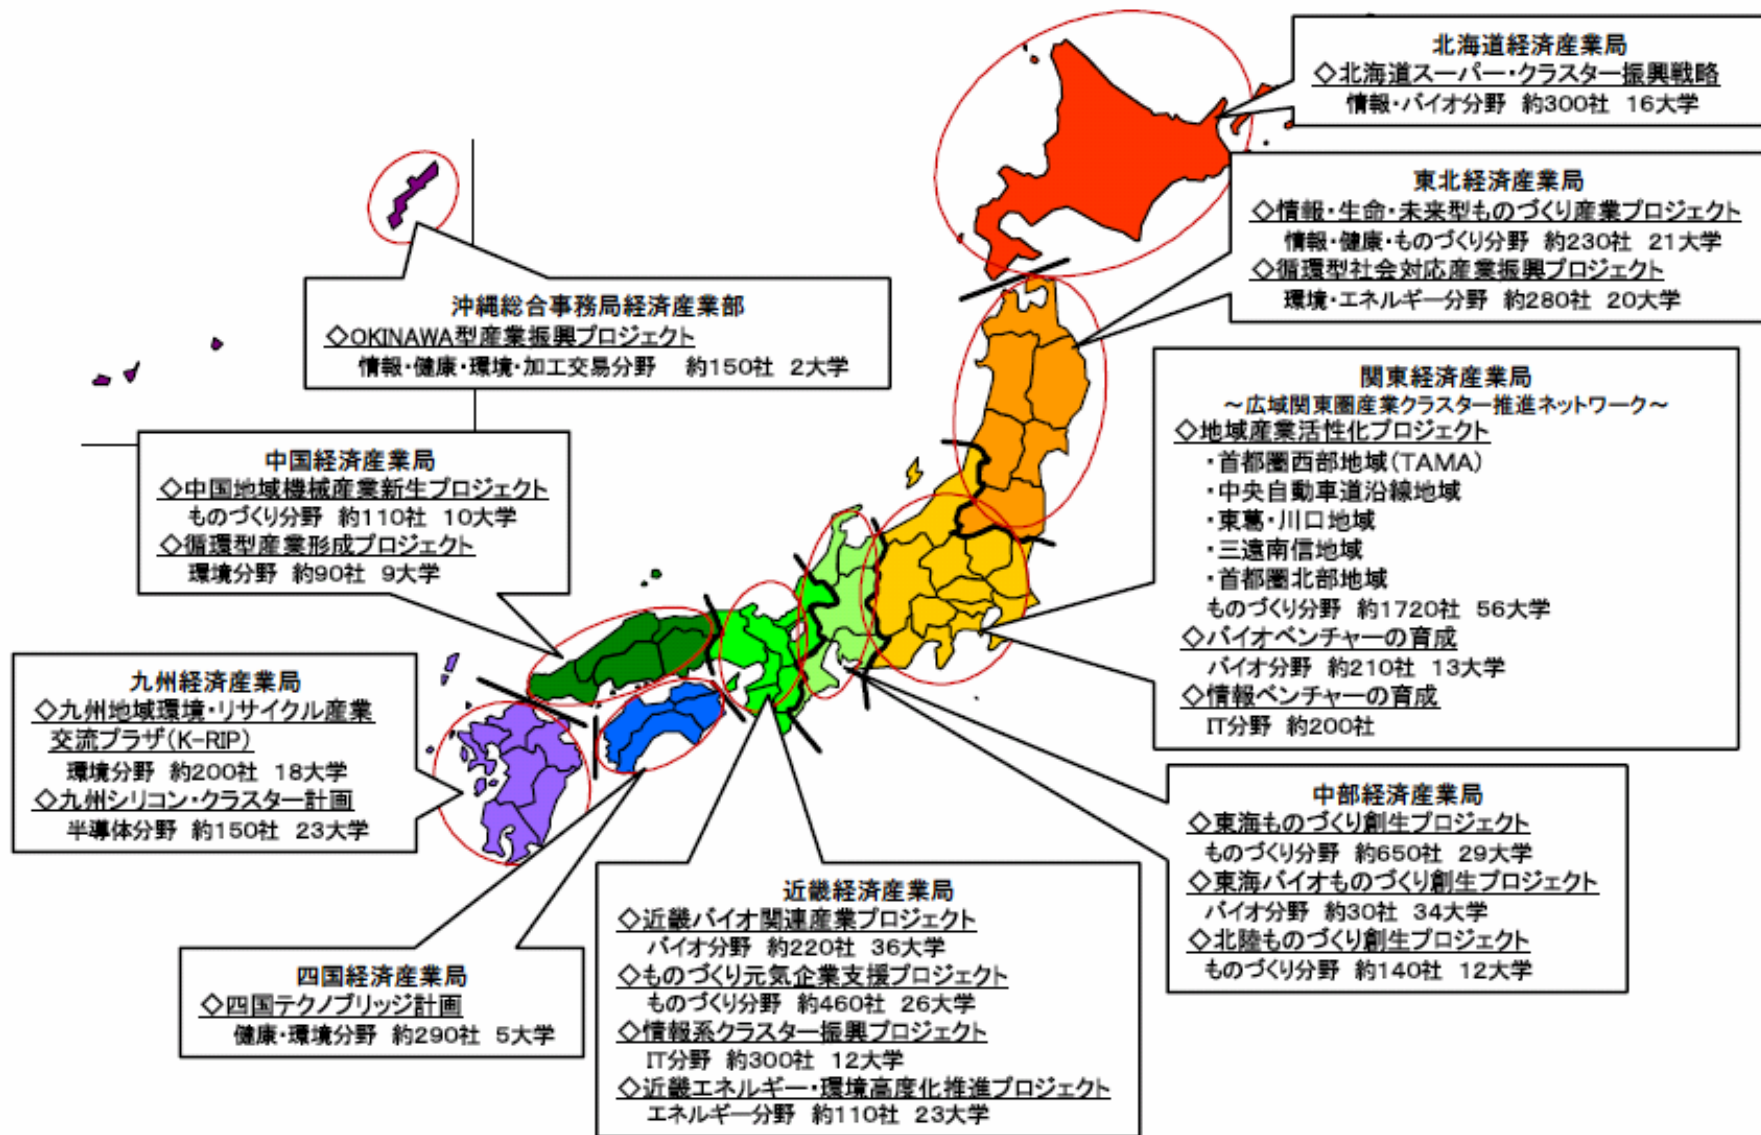 北海道経済産業局
◇北海道スーパー・クラスター振興戦略
情報・バイオ分野 約300社 16大学
東北経済産業局
◇情報・生命・未来型ものづくり産業プロジェクト
情報・健康・ものづくり分野 約230社 21大学
◇循環型社会対応産業振興プロジェクト
環境・エネルギー分野 約280社 20大学
沖縄総合事務局経済産業部
◇OKINAWA型産業振興プロジェクト
情報・健康・環境・加工交易分野 約150社 2大学
関東経済産業局
～広域関東圏産業クラスター推進ネットワーク～
◇地域産業活性化プロジェクト
・首都圏西部地域(TAMA)
・中央自動車道沿線地域
・東葛・川口地域
・三遠南信地域
・首都圏北部地域
ものづくり分野 約1720社 56大学
◇バイオベンチャーの育成
バイオ分野 約210社 13大学
◇情報ベンチャーの育成
IT分野 約200社
中国経済産業局
◇中国地域機械産業新生プロジェクト
ものづくり分野 約110社 10大学
◇循環型産業形成プロジェクト
環境分野 約90社 9大学
九州経済産業局
◇九州地域環境・リサイクル産業
交流プラザ(K-RIP)
環境分野 約200社 18大学
◇九州シリコン・クラスター計画
半導体分野 約150社 23大学
中部経済産業局
◇東海ものづくり創生プロジェクト
ものづくり分野 約650社 29大学
◇東海バイオものづくり創生プロジェクト
バイオ分野 約30社 34大学
◇北陸ものづくり創生プロジェクト
ものづくり分野 約140社 12大学
近畿経済産業局
◇近畿バイオ関連産業プロジェクト
バイオ分野 約220社 36大学
◇ものづくり元気企業支援プロジェクト
ものづくり分野 約460社 26大学
◇情報系クラスター振興プロジェクト
IT分野 約300社 12大学
◇近畿エネルギー・環境高度化推進プロジェクト
エネルギー分野 約110社 23大学
四国経済産業局
◇四国テクノブリッジ計画
健康・環境分野 約290社 5大学